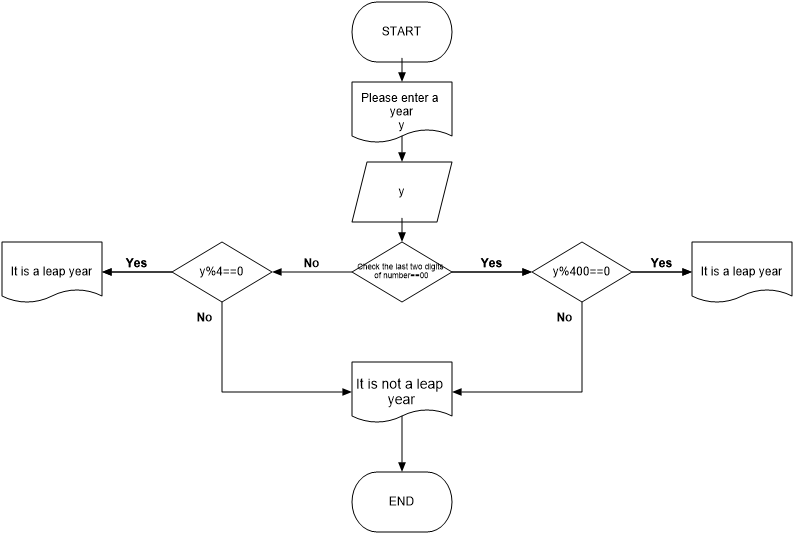 START
Please enter a
year
y
y
It is a leap year
Yes
y%4==0
No
Check the last two digits
of number==00
Yes
y%400==0
Yes
It is a leap year
No
No
It is not a leap
year
END